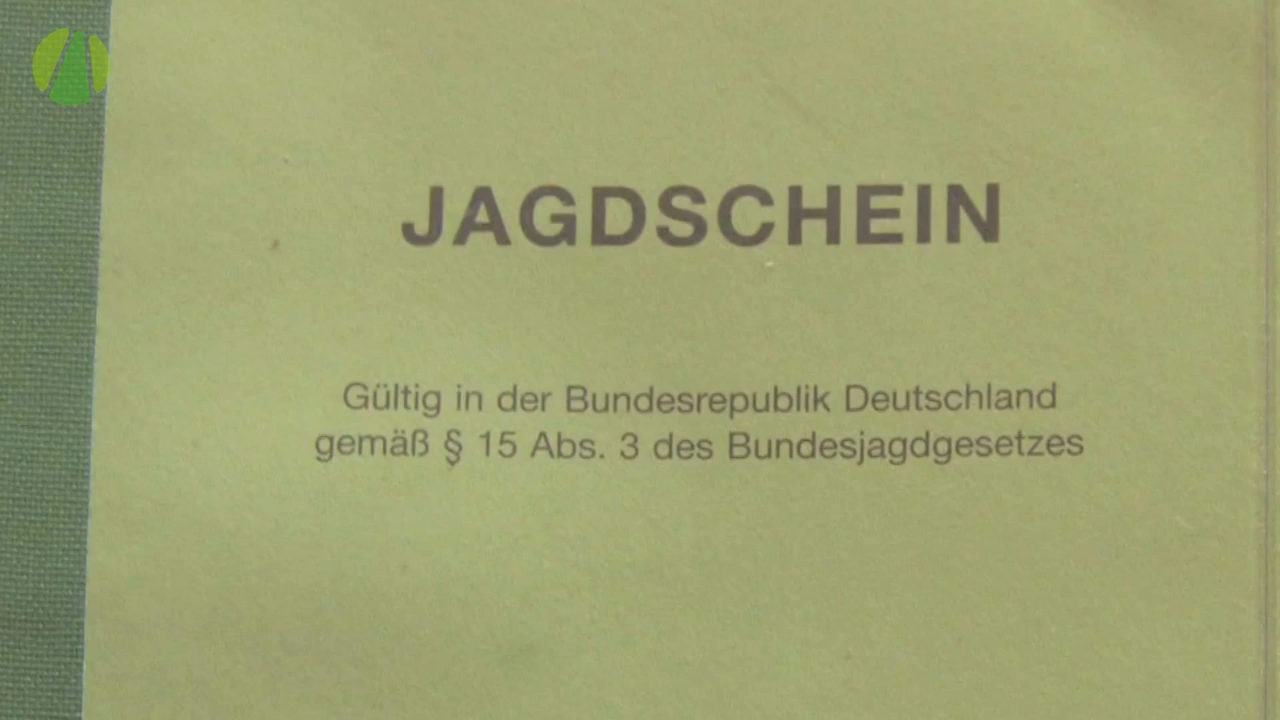 JAGDSCHEIN
Gültig in der Bundesrepublik Deutschland
gemäß § 15 Abs. 3 des Bundesjagdgesetzes